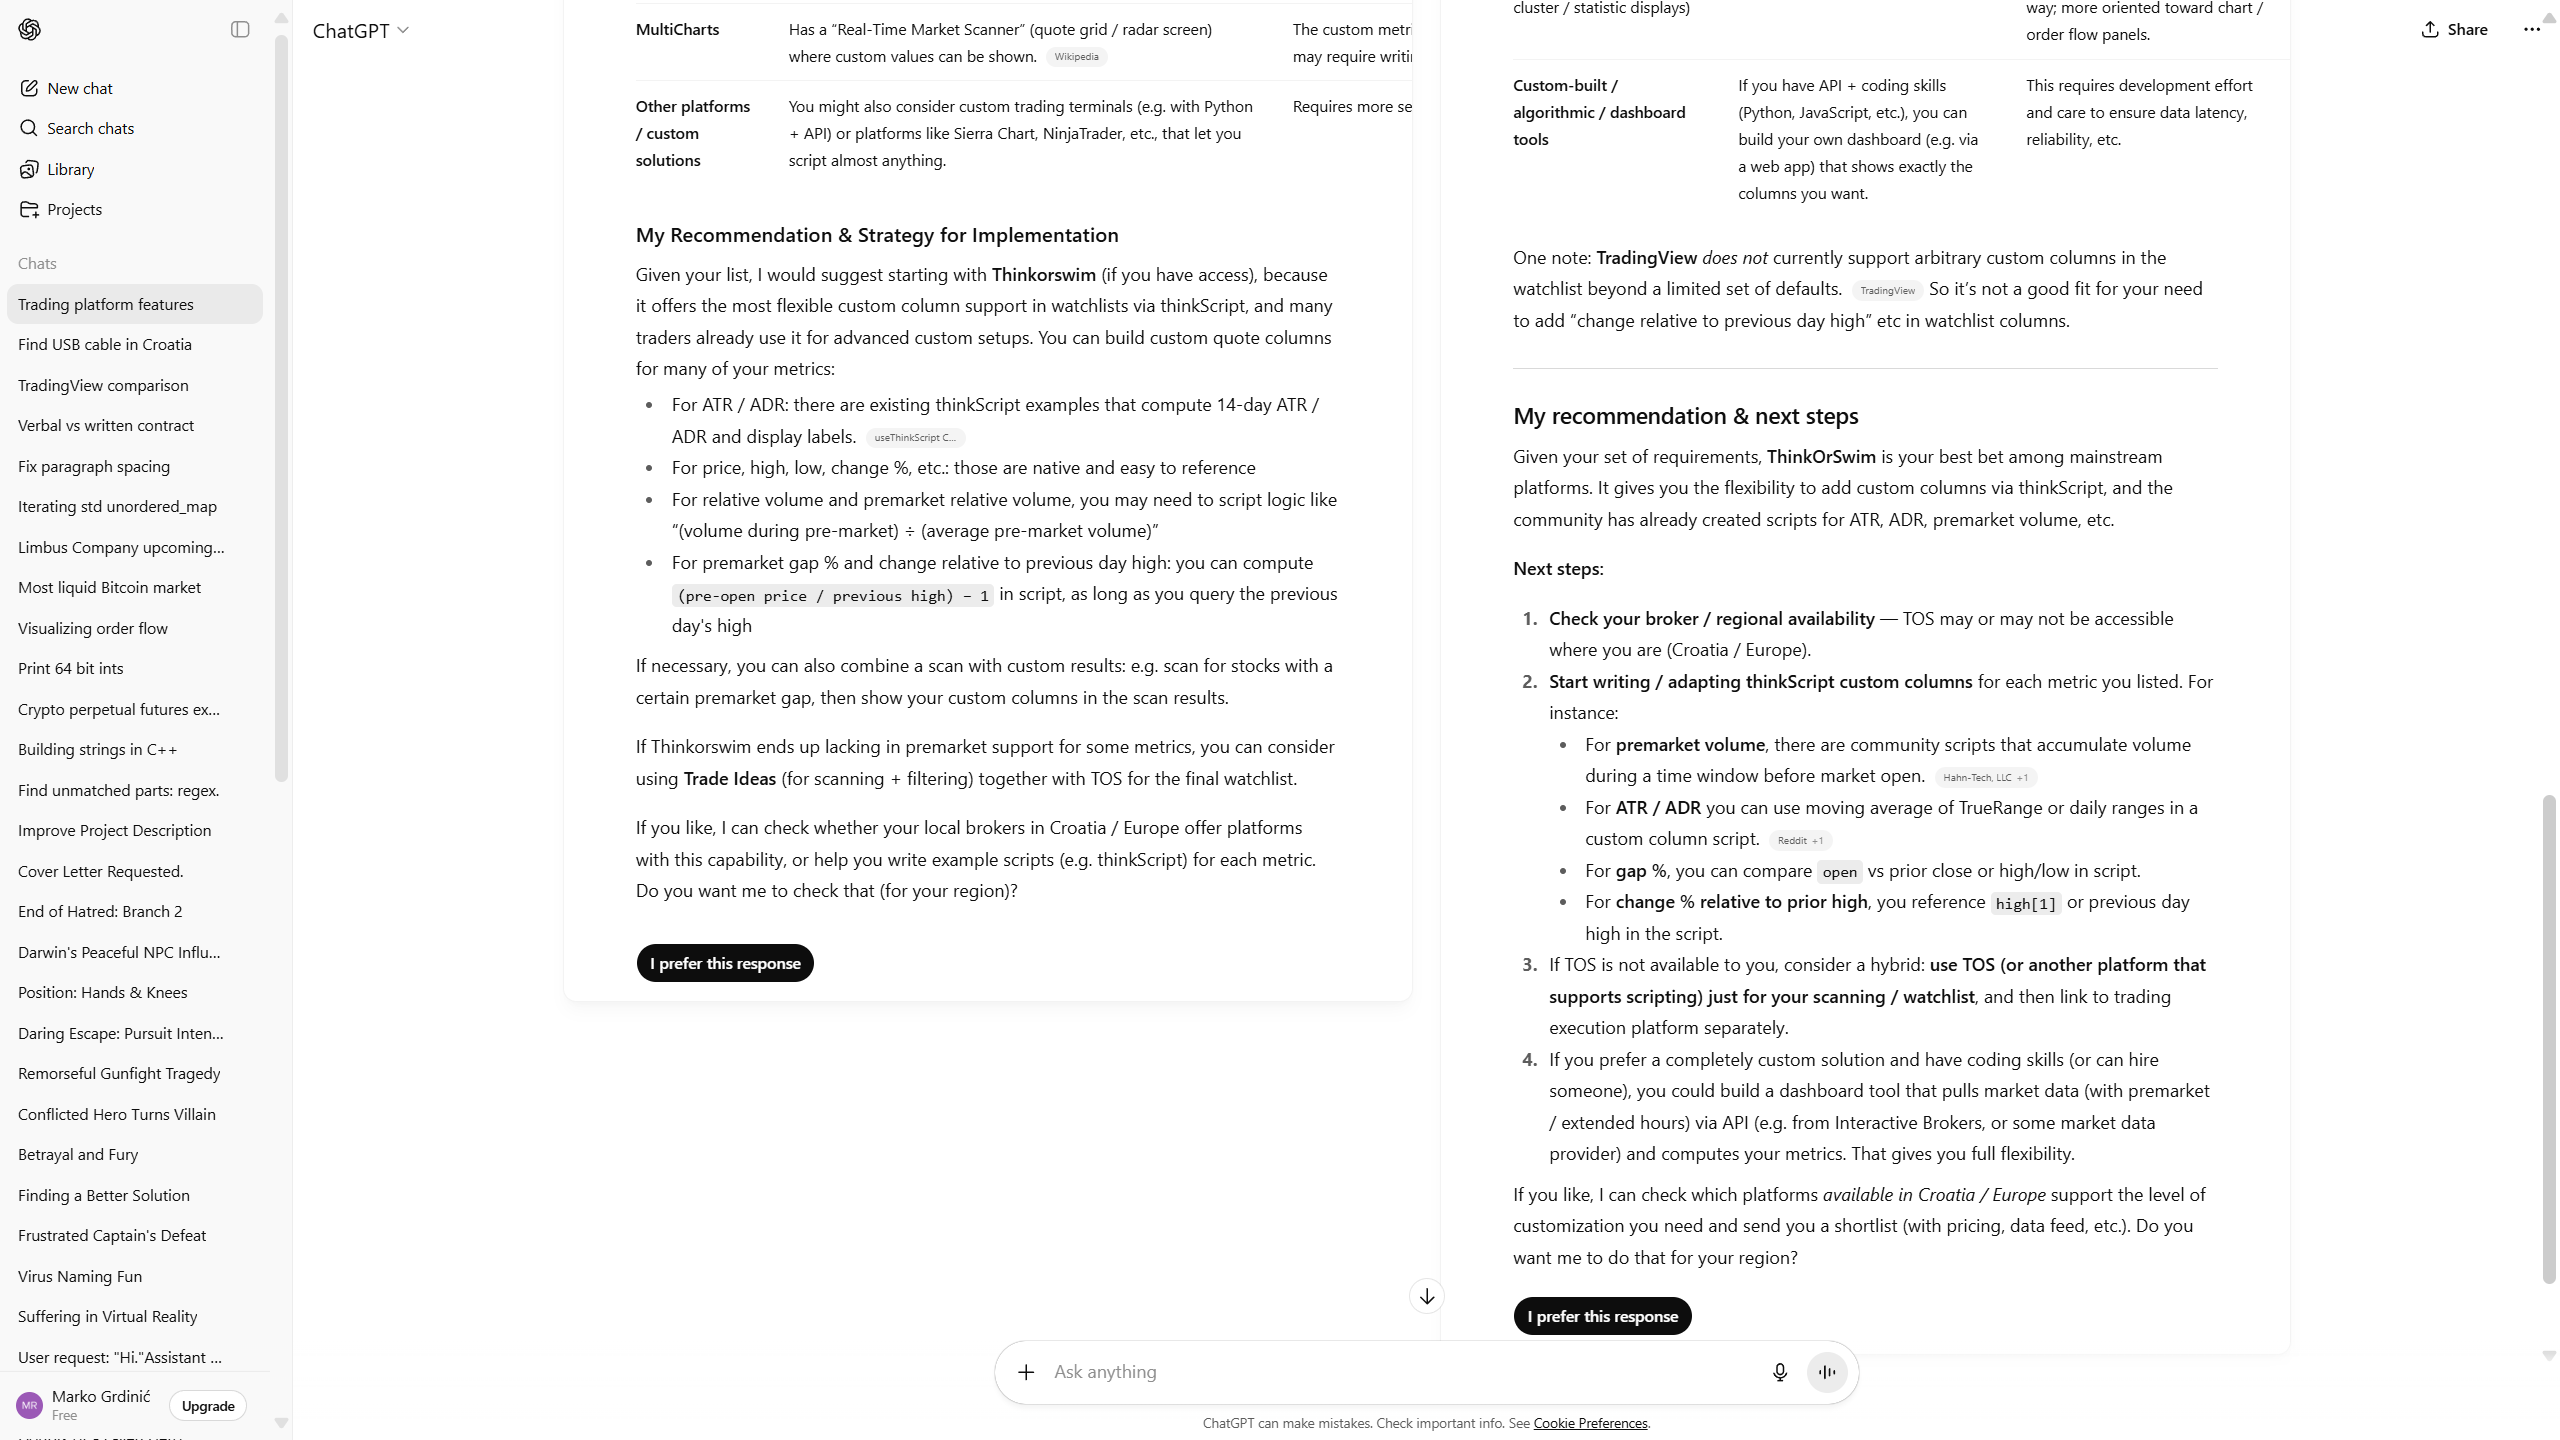 ChatGPT
Share
New chat
Search chats
Library
Projects
Chats
Trading platform features
Find USB cable in Croatia
TradingView comparison
Verbal vs written contract
Fix paragraph spacing
Iterating std unordered_map
Limbus Company upcoming...
Most liquid Bitcoin market
Visualizing order flow
Print 64 bit ints
Crypto perpetual futures ex...
Building strings in C++
Find unmatched parts: regex.
Improve Project Description
Cover Letter Requested.
End of Hatred: Branch 2
Darwin's Peaceful NPC Influ...
Position: Hands & Knees
Daring Escape: Pursuit Inten...
Remorseful Gunfight Tragedy
Conflicted Hero Turns Villain
Betrayal and Fury
Finding a Better Solution
Frustrated Captain's Defeat
Virus Naming Fun
Suffering in Virtual Reality
User request: "Hi."Assistant ...
MR
Marko Grdinić
Free
Upgrade
MultiCharts
Has a “Real-Time Market Scanner” (quote grid / radar screen)
where custom values can be shown. Wikipedia
The custom metri
may require writi
Other platforms
/ custom
solutions
You might also consider custom trading terminals (e.g. with Python
+ API) or platforms like Sierra Chart, NinjaTrader, etc., that let you
script almost anything.
Requires more se
My Recommendation & Strategy for Implementation
Given your list, I would suggest starting with Thinkorswim (if you have access), because
it offers the most flexible custom column support in watchlists via thinkScript, and many
traders already use it for advanced custom setups. You can build custom quote columns
for many of your metrics:
• For ATR / ADR: there are existing thinkScript examples that compute 14-day ATR /
ADR and display labels. useThinkScript C...
• For price, high, low, change %, etc.: those are native and easy to reference
• For relative volume and premarket relative volume, you may need to script logic like
“(volume during pre-market) ÷ (average pre-market volume)”
• For premarket gap % and change relative to previous day high: you can compute
(pre-open price / previous high) – 1 in script, as long as you query the previous
day's high
If necessary, you can also combine a scan with custom results: e.g. scan for stocks with a
certain premarket gap, then show your custom columns in the scan results.
If Thinkorswim ends up lacking in premarket support for some metrics, you can consider
using Trade Ideas (for scanning + filtering) together with TOS for the final watchlist.
If you like, I can check whether your local brokers in Croatia / Europe offer platforms
with this capability, or help you write example scripts (e.g. thinkScript) for each metric.
Do you want me to check that (for your region)?
I prefer this response
cluster / statistic displays)
way; more oriented toward chart /
order flow panels.
Custom-built /
algorithmic / dashboard
tools
If you have API + coding skills
(Python, JavaScript, etc.), you can
build your own dashboard (e.g. via
a web app) that shows exactly the
columns you want.
This requires development effort
and care to ensure data latency,
reliability, etc.
One note: TradingView does not currently support arbitrary custom columns in the
watchlist beyond a limited set of defaults. TradingView So it’s not a good fit for your need
to add “change relative to previous day high” etc in watchlist columns.
My recommendation & next steps
Given your set of requirements, ThinkOrSwim is your best bet among mainstream
platforms. It gives you the flexibility to add custom columns via thinkScript, and the
community has already created scripts for ATR, ADR, premarket volume, etc.
Next steps:
1. Check your broker / regional availability — TOS may or may not be accessible
where you are (Croatia / Europe).
2. Start writing / adapting thinkScript custom columns for each metric you listed. For
instance:
• For premarket volume, there are community scripts that accumulate volume
during a time window before market open. Hahn-Tech, LLC +1
• For ATR / ADR you can use moving average of TrueRange or daily ranges in a
custom column script. Reddit +1
• For gap %, you can compare open vs prior close or high/low in script.
• For change % relative to prior high, you reference high[1] or previous day
high in the script.
3. If TOS is not available to you, consider a hybrid: use TOS (or another platform that
supports scripting) just for your scanning / watchlist, and then link to trading
execution platform separately.
4. If you prefer a completely custom solution and have coding skills (or can hire
someone), you could build a dashboard tool that pulls market data (with premarket
/ extended hours) via API (e.g. from Interactive Brokers, or some market data
provider) and computes your metrics. That gives you full flexibility.
If you like, I can check which platforms available in Croatia / Europe support the level of
customization you need and send you a shortlist (with pricing, data feed, etc.). Do you
want me to do that for your region?
I prefer this response
Ask anything
ChatGPT can make mistakes. Check important info. See Cookie Preferences.